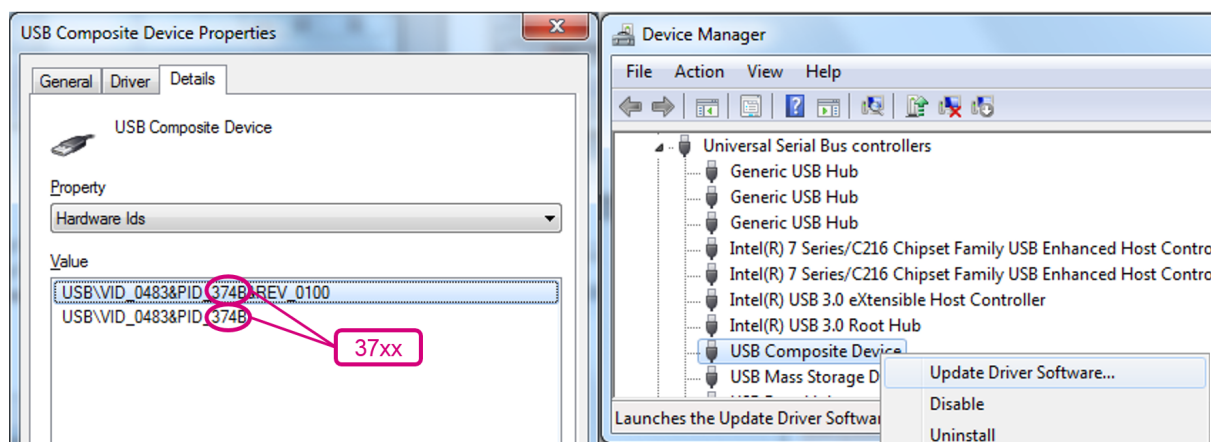 USB Composite Device Properties
General Driver Details
USB Composite Device
Property
Hardware Ids
Value
USB\VID_0483&PID_374B&REV_0100
USB\VID_0483&PID_374B
37xx
Device Manager
File Action View Help
Universal Serial Bus controllers
Generic USB Hub
Generic USB Hub
Generic USB Hub
Intel(R) 7 Series/C216 Chipset Family USB Enhanced Host Contro
Intel(R) 7 Series/C216 Chipset Family USB Enhanced Host Contro
Intel(R) USB 3.0 eXtensible Host Controller
Intel(R) USB 3.0 Root Hub
USB Composite Device
USB Mass Storage D
Launches the Update Driver Softwar
Update Driver Software...
Disable
Uninstall